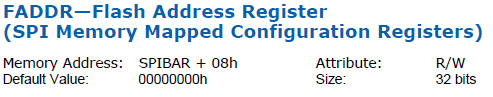 FADDR—Flash Address Register
(SPI Memory Mapped Configuration Registers)
Memory Address: SPIBAR + 08h Attribute: R/W
Default Value: 00000000h Size: 32 bits